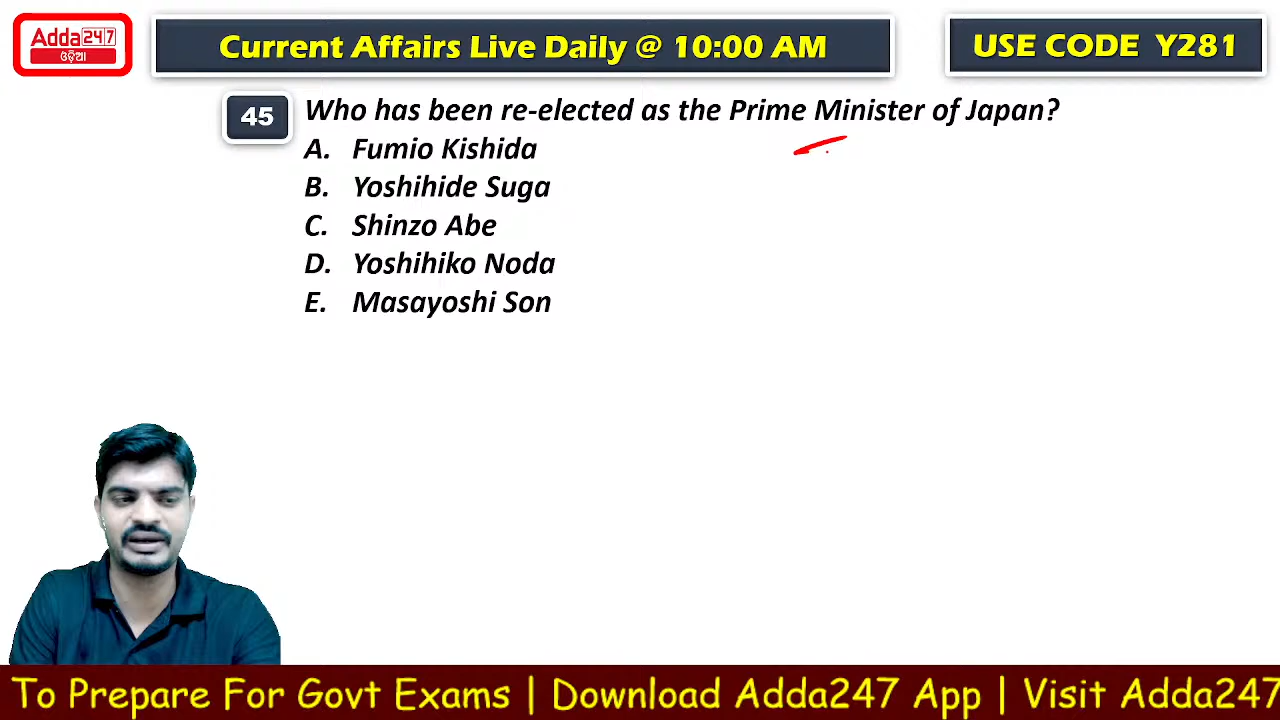 Adda247
ଓଡ଼ିଆ
Current Affairs Live Daily @ 10:00 AM
USE CODE Y281
45 Who has been re-elected as the Prime Minister of Japan?
A. Fumio Kishida
B. Yoshihide Suga
C. Shinzo Abe
D. Yoshihiko Noda
E. Masayoshi Son
To Prepare For Govt Exams | Download Adda247 App | Visit Adda247